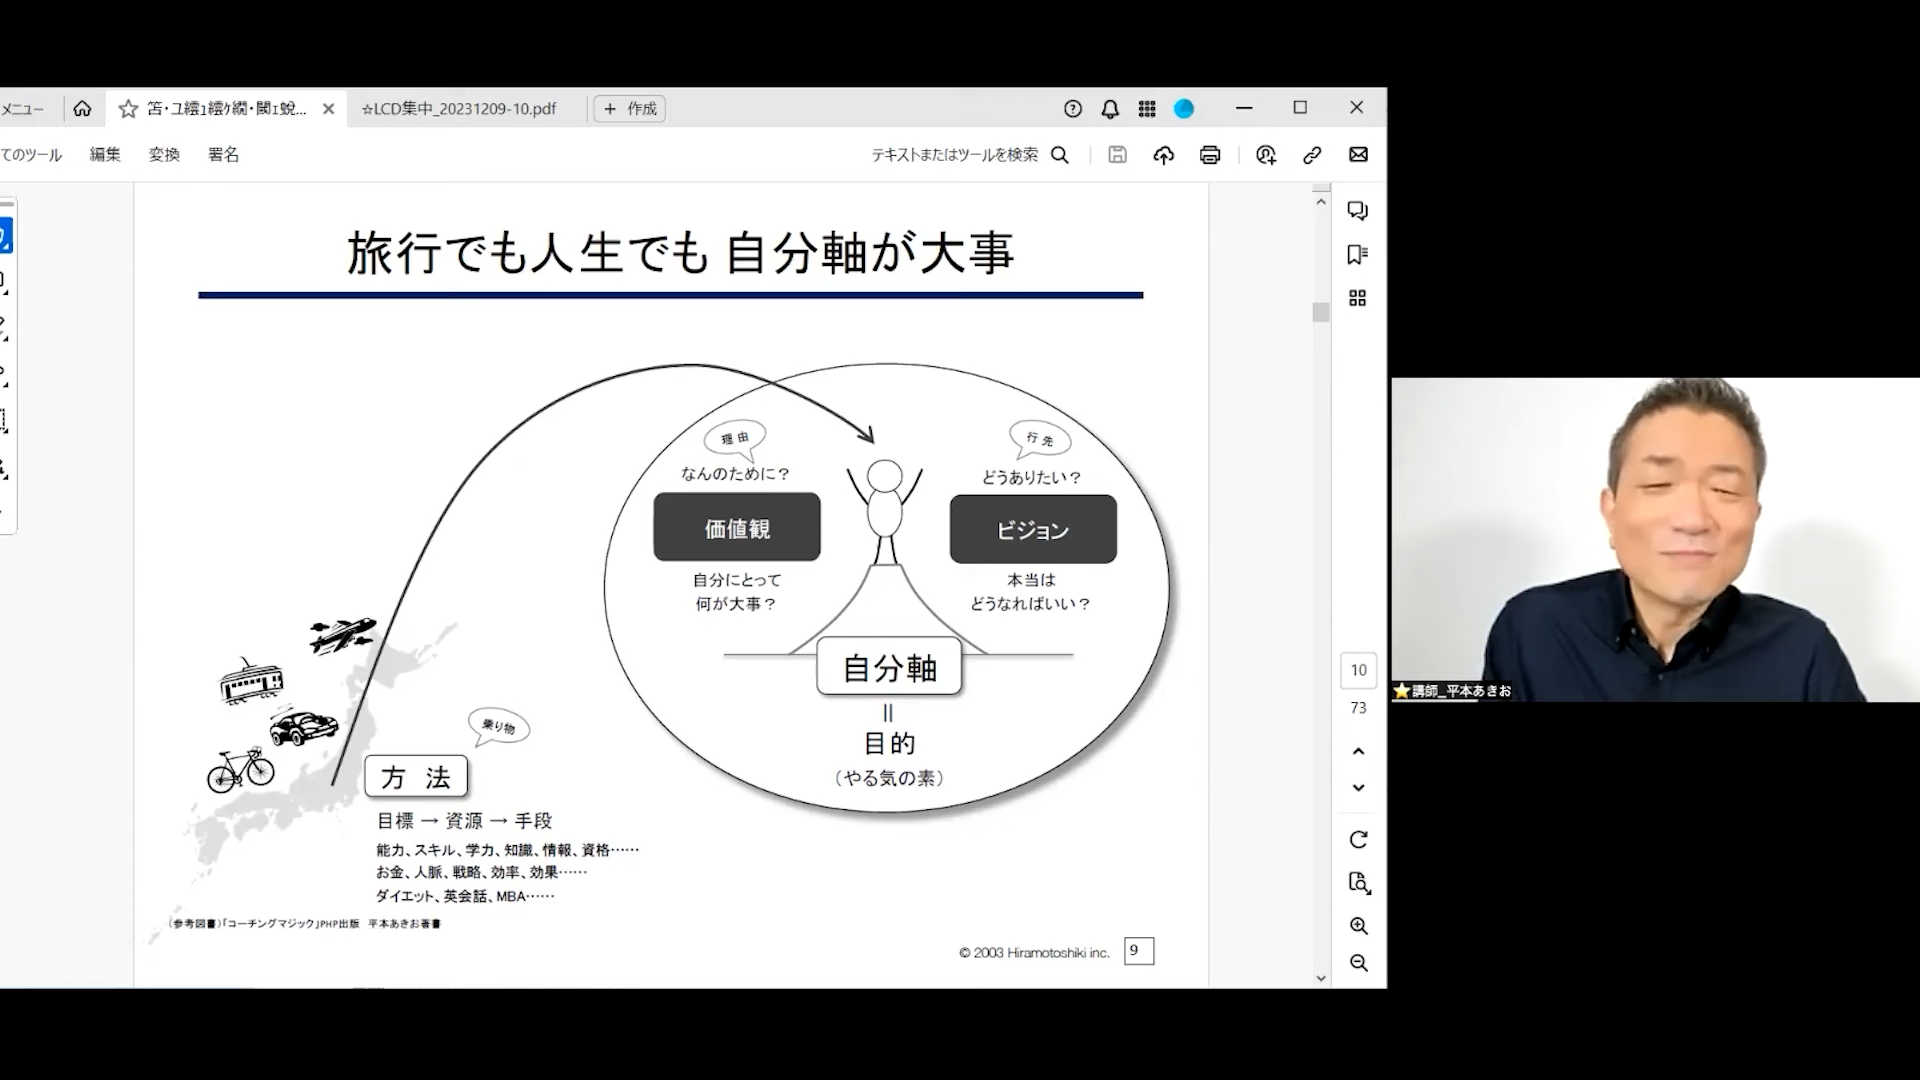 メニュー
笘・ユ繧ｮ繧ｸ繝・閾ｪ蛻...
☆LCD集中_20231209-10.pdf
+ 作成
てのツール
編集
変換
署名
テキストまたはツールを検索
旅行でも人生でも 自分軸が大事
理由
なんのために？
価値観
自分にとって
何が大事？
行先
どうありたい？
ビジョン
本当は
どうなればいい？
自分軸
=
目的
（やる気の素）
乗り物
方 法
目標 → 資源 → 手段
能力、スキル、学力、知識、情報、資格……
お金、人脈、戦略、効率、効果……
ダイエット、英会話、MBA……
（参考図書）「コーチングマジック」PHP出版 平本あきお著書
© 2003 Hiramotoshiki inc.
9
10
73
講師_平本あきお